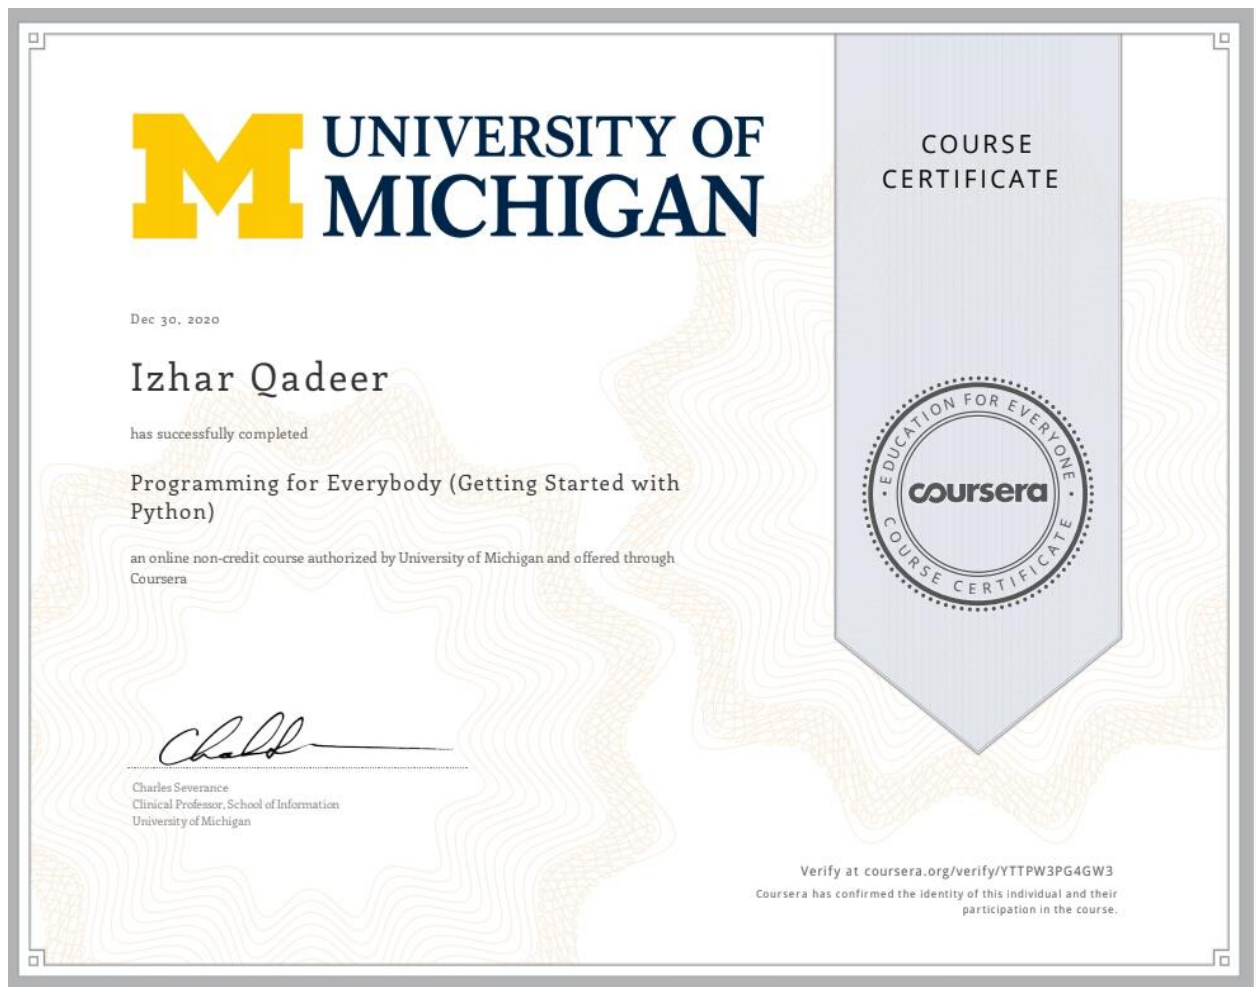 UNIVERSITY OF
MICHIGAN
COURSE
CERTIFICATE
Dec 30, 2020
Izhar Qadeer
has successfully completed
Programming for Everybody (Getting Started with
Python)
an online non-credit course authorized by University of Michigan and offered through
Coursera
EDUCATION FOR EVERYONE
coursera
COURSE CERTIFICATE
Charles Severance
Clinical Professor, School of Information
University of Michigan
Verify at coursera.org/verify/YTTPW3PG4GW3
Coursera has confirmed the identity of this individual and their
participation in the course.